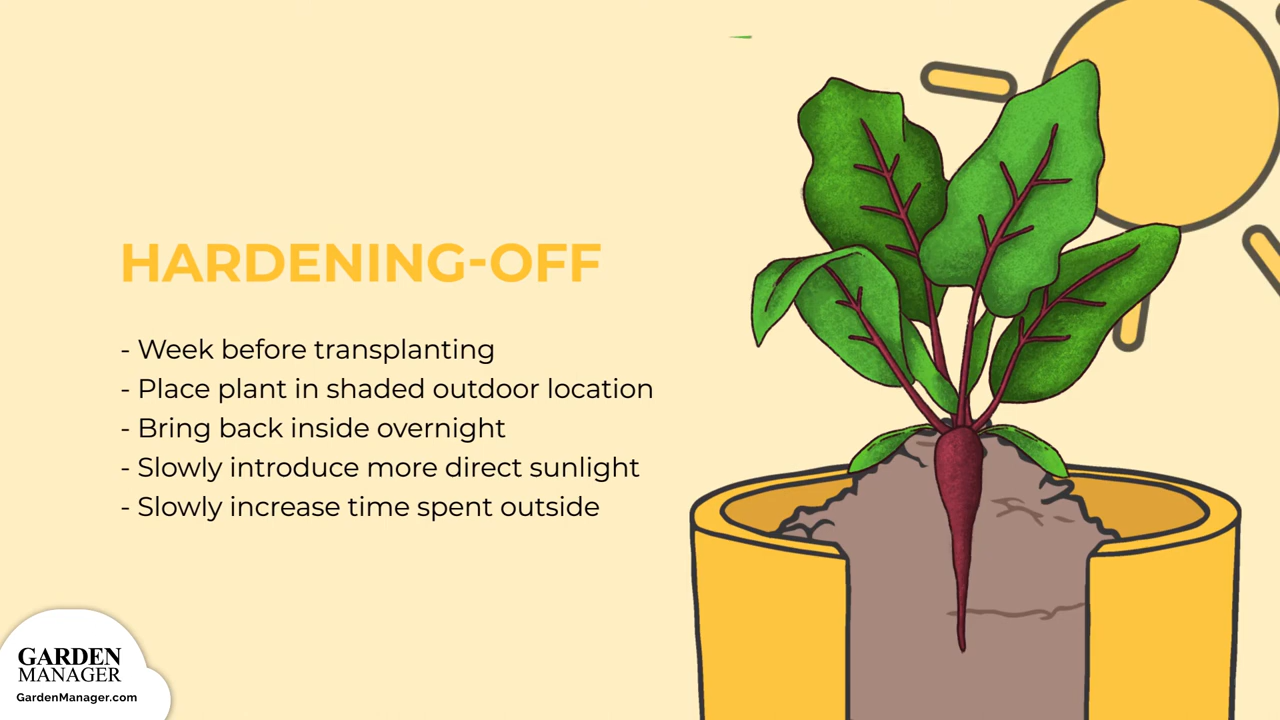 HARDENING-OFF
- Week before transplanting
- Place plant in shaded outdoor location
- Bring back inside overnight
- Slowly introduce more direct sunlight
- Slowly increase time spent outside
GARDEN
MANAGER
GardenManager.com